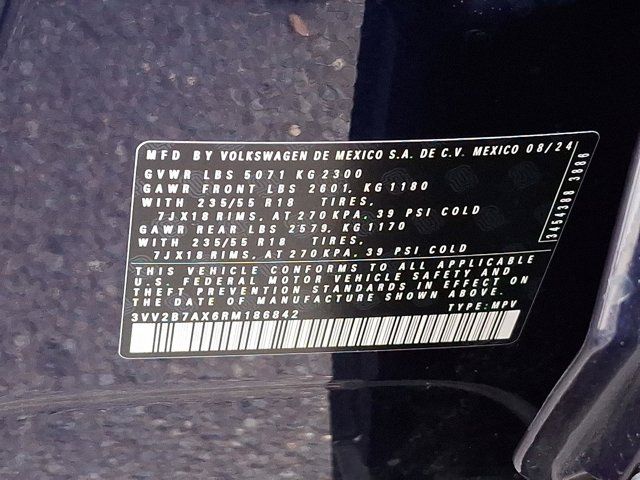 MFD BY VOLKSWAGEN DE MEXICO S.A. DE C.V. MEXICO 08/24
GVWR LBS 5071 KG 2300
GAWR FRONT LBS 2601, KG 1180
WITH 235/55 R18 TIRES,
7JX18 RIMS, AT 270 KPA, 39 PSI COLD
GAWR REAR LBS 2579, KG 1170
WITH 235/55 R18 TIRES,
7JX18 RIMS, AT 270 KPA, 39 PSI COLD
THIS VEHICLE CONFORMS TO ALL APPLICABLE
U.S. FEDERAL MOTOR VEHICLE SAFETY AND
THEFT PREVENTION STANDARDS IN EFFECT ON
THE DATE OF MANUFACTURE SHOWN ABOVE.
3VV2B7AX6RM186842 TYPE: MPV
3454388 3886